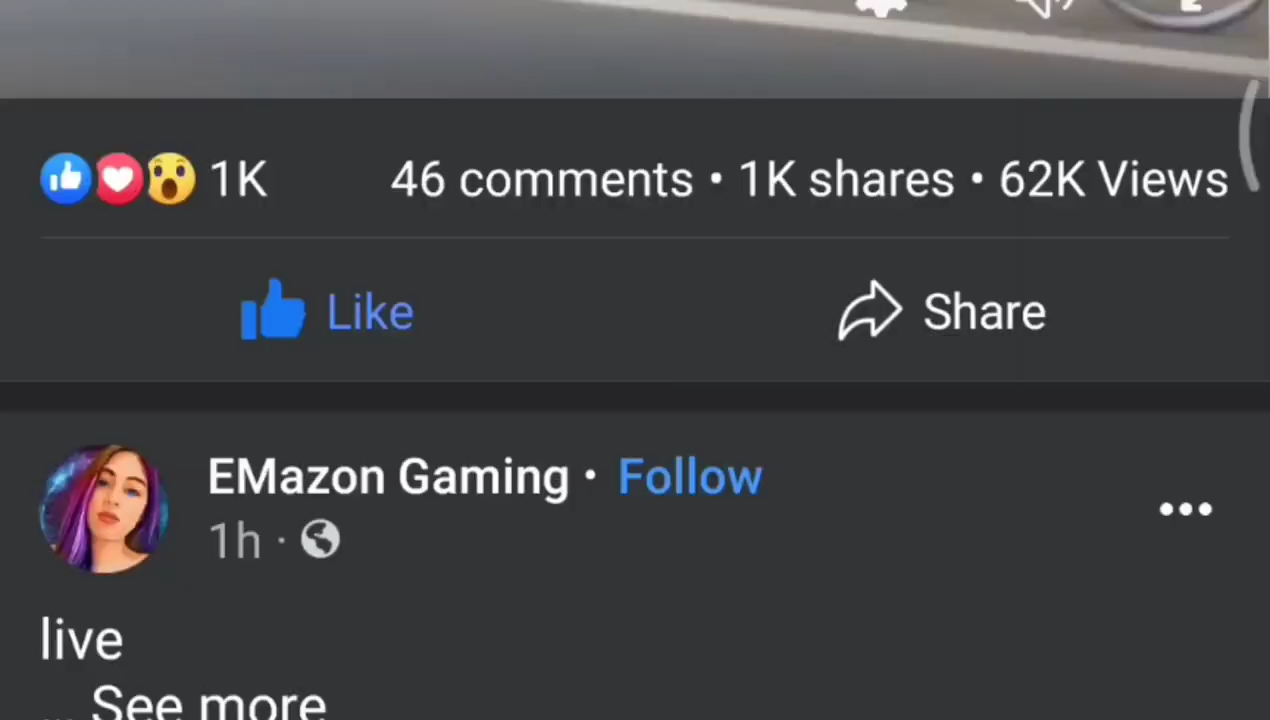 1K 46 comments • 1K shares • 62K Views
Like Share
EMazon Gaming • Follow
1h ·
live
... See more